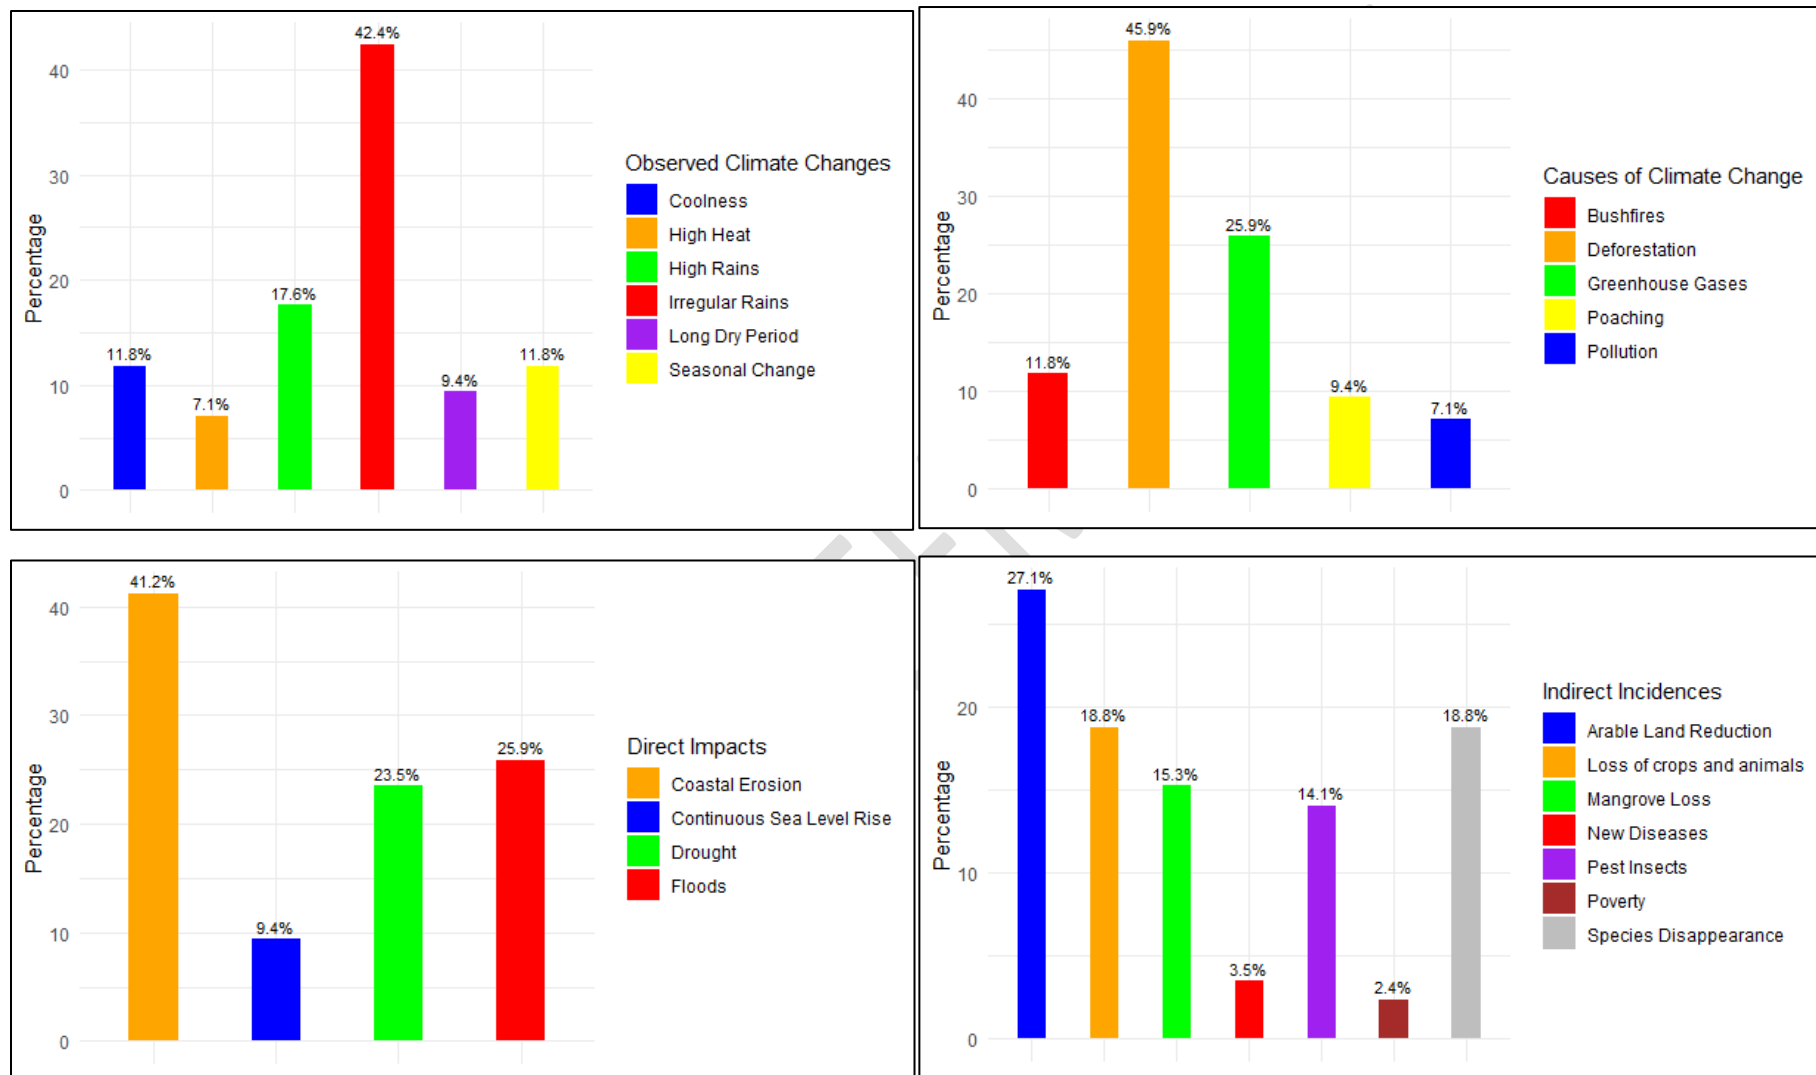 42.4%
40
30
20
10
0
Percentage
11.8%
7.1%
17.6%
9.4%
11.8%
Observed Climate Changes
Coolness
High Heat
High Rains
Irregular Rains
Long Dry Period
Seasonal Change
45.9%
40
30
20
10
0
Percentage
11.8%
25.9%
9.4%
7.1%
Causes of Climate Change
Bushfires
Deforestation
Greenhouse Gases
Poaching
Pollution
41.2%
40
30
20
10
0
Percentage
9.4%
23.5%
25.9%
Direct Impacts
Coastal Erosion
Continuous Sea Level Rise
Drought
Floods
27.1%
20
10
0
Percentage
18.8%
15.3%
3.5%
14.1%
2.4%
18.8%
Indirect Incidences
Arable Land Reduction
Loss of crops and animals
Mangrove Loss
New Diseases
Pest Insects
Poverty
Species Disappearance